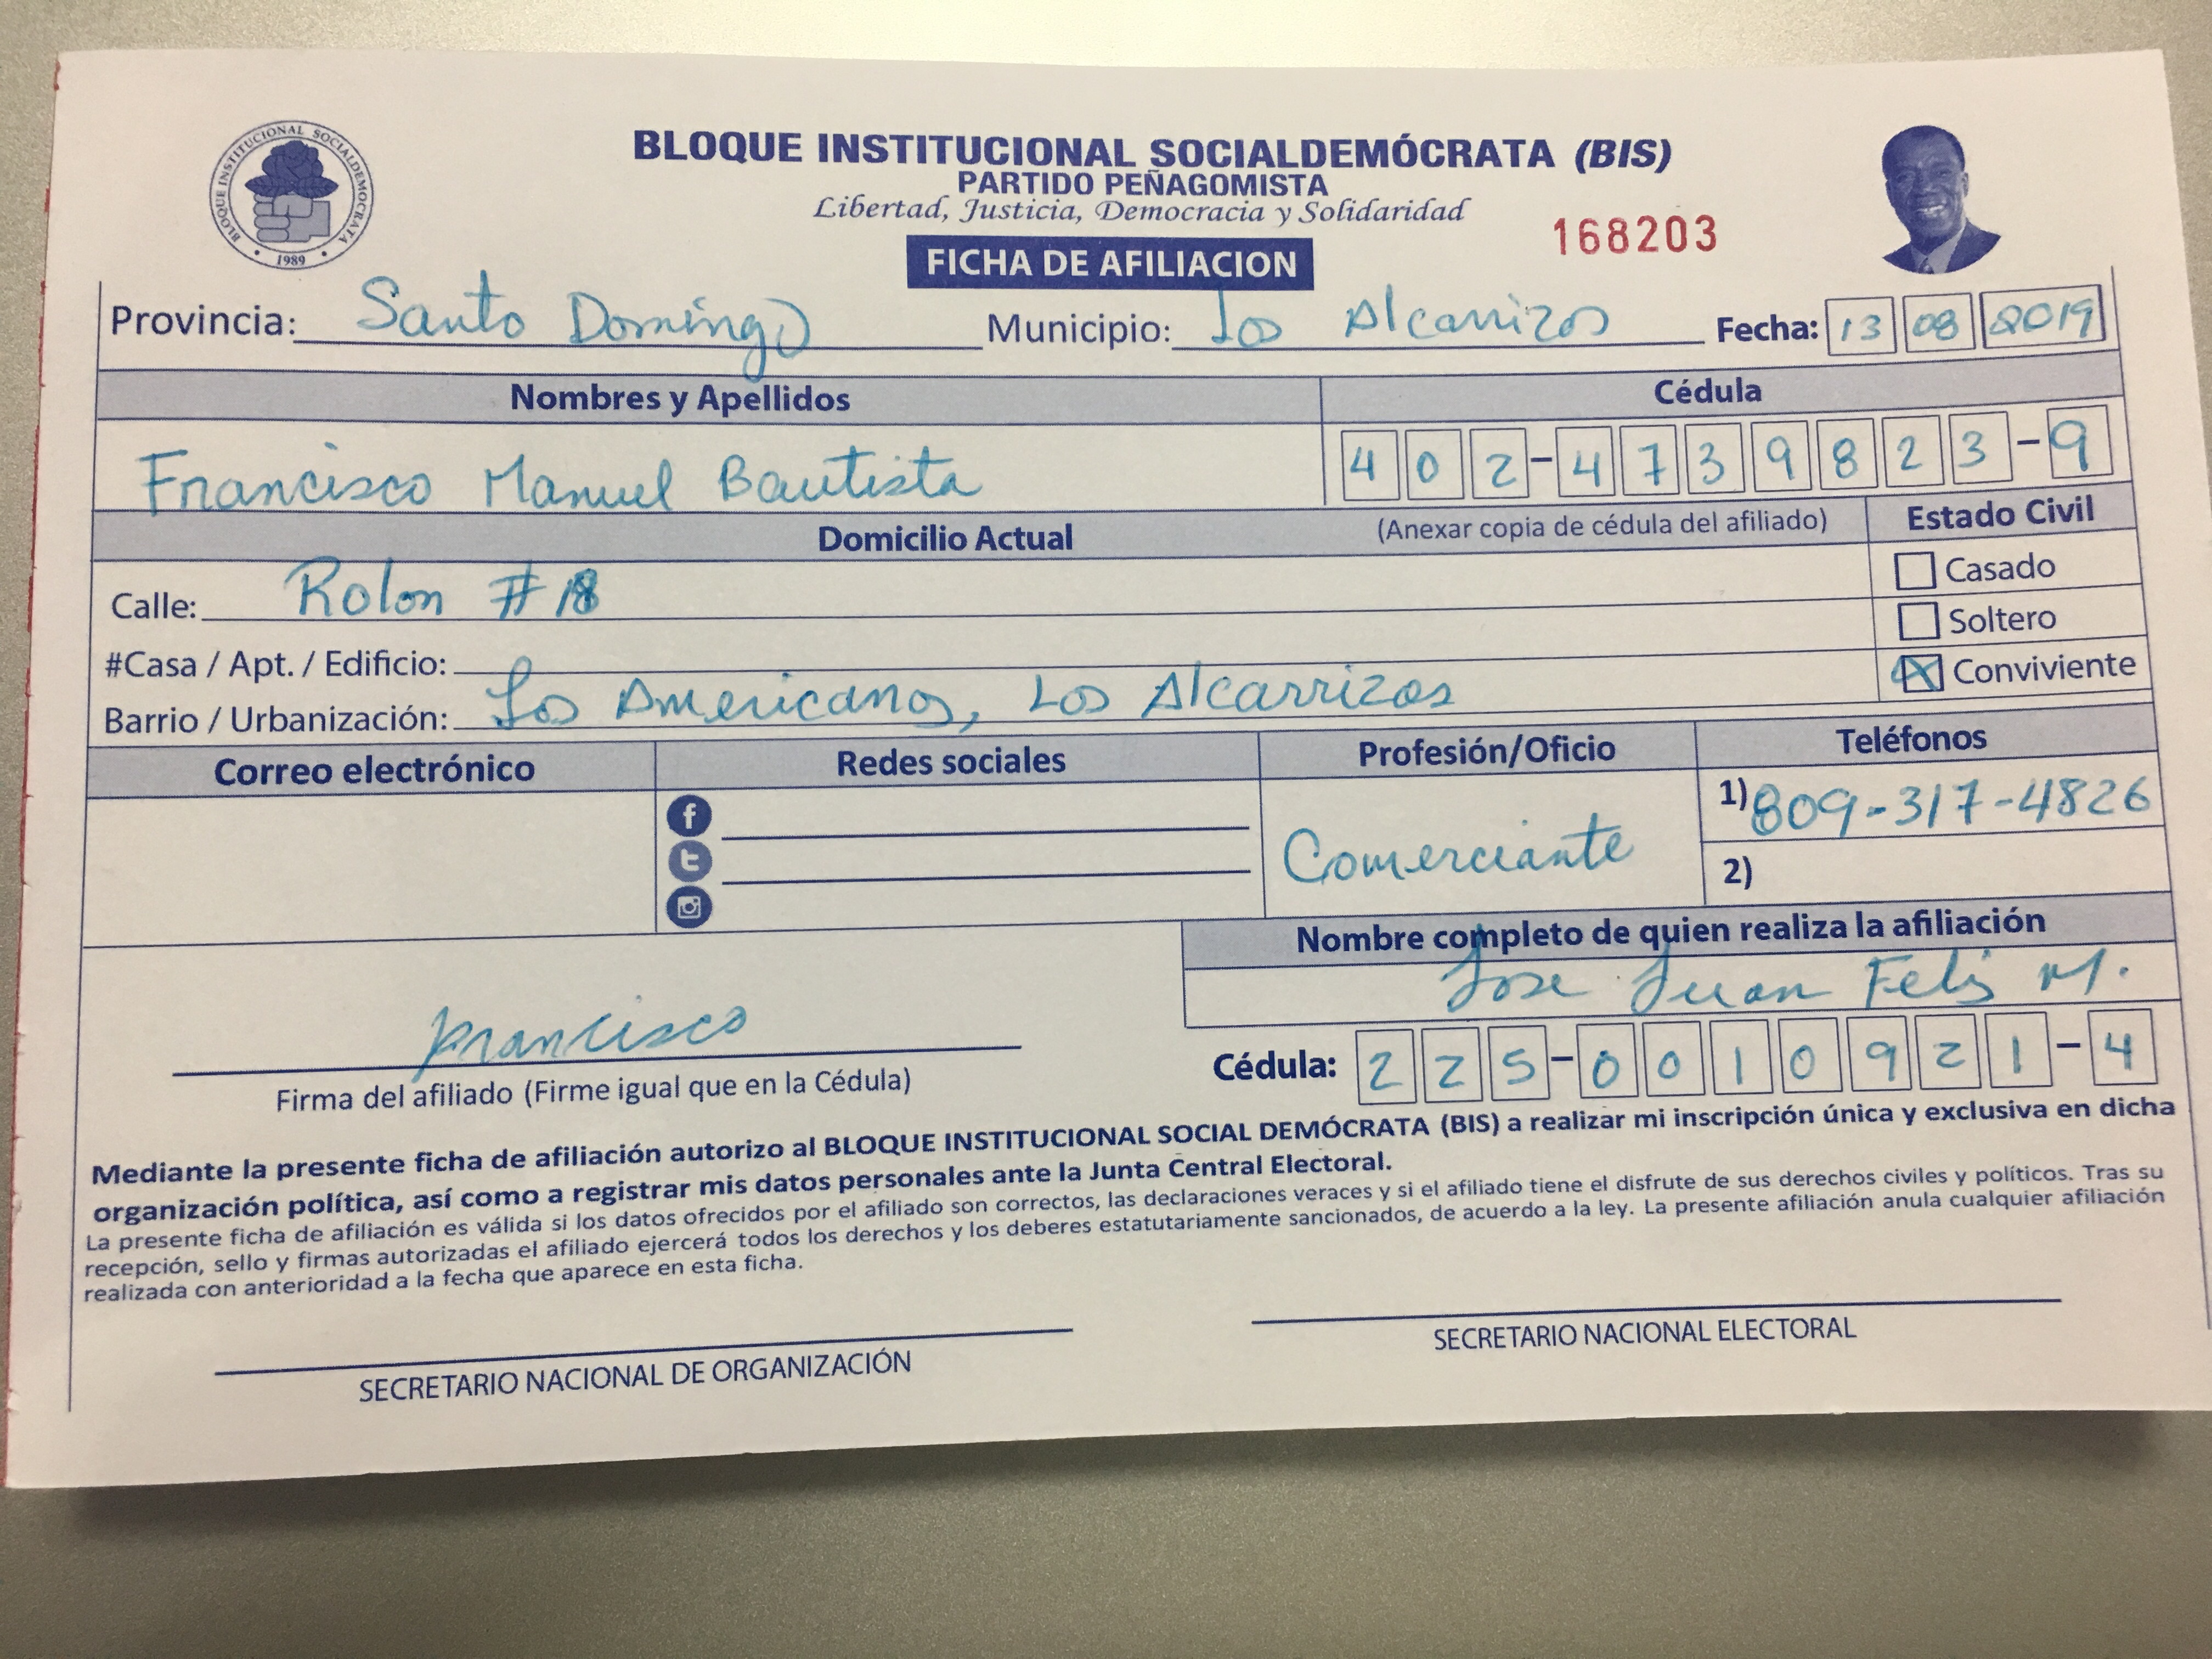 BLOQUE INSTITUCIONAL SOCIALDEMOCRATA
1989
BLOQUE INSTITUCIONAL SOCIALDEMÓCRATA (BIS)
PARTIDO PEÑAGOMISTA
Libertad, Justicia, Democracia y Solidaridad
168203
FICHA DE AFILIACION
Provincia: Santo Domingo Municipio: Los Alcarrizos Fecha: 13 08 2019
Nombres y Apellidos Cédula
Francisco Manuel Bautista 402-4739823-9
Domicilio Actual (Anexar copia de cédula del afiliado) Estado Civil
Calle: Rolon #18 Casado
Soltero
#Casa / Apt. / Edificio: Conviviente
Barrio / Urbanización: Los Americanos, Los Alcarrizos
Correo electrónico Redes sociales Profesión/Oficio Teléfonos
1) 809-317-4826
Comerciante
2)
Nombre completo de quien realiza la afiliación
Jose Juan Felis M.
Francisco
Cédula: 225-0010921-4
Firma del afiliado (Firme igual que en la Cédula)
Mediante la presente ficha de afiliación autorizo al BLOQUE INSTITUCIONAL SOCIAL DEMÓCRATA (BIS) a realizar mi inscripción única y exclusiva en dicha
organización política, así como a registrar mis datos personales ante la Junta Central Electoral.
La presente ficha de afiliación es válida si los datos ofrecidos por el afiliado son correctos, las declaraciones veraces y si el afiliado tiene el disfrute de sus derechos civiles y políticos. Tras su
recepción, sello y firmas autorizadas el afiliado ejercerá todos los derechos y los deberes estatutariamente sancionados, de acuerdo a la ley. La presente afiliación anula cualquier afiliación
realizada con anterioridad a la fecha que aparece en esta ficha.
SECRETARIO NACIONAL DE ORGANIZACIÓN SECRETARIO NACIONAL ELECTORAL